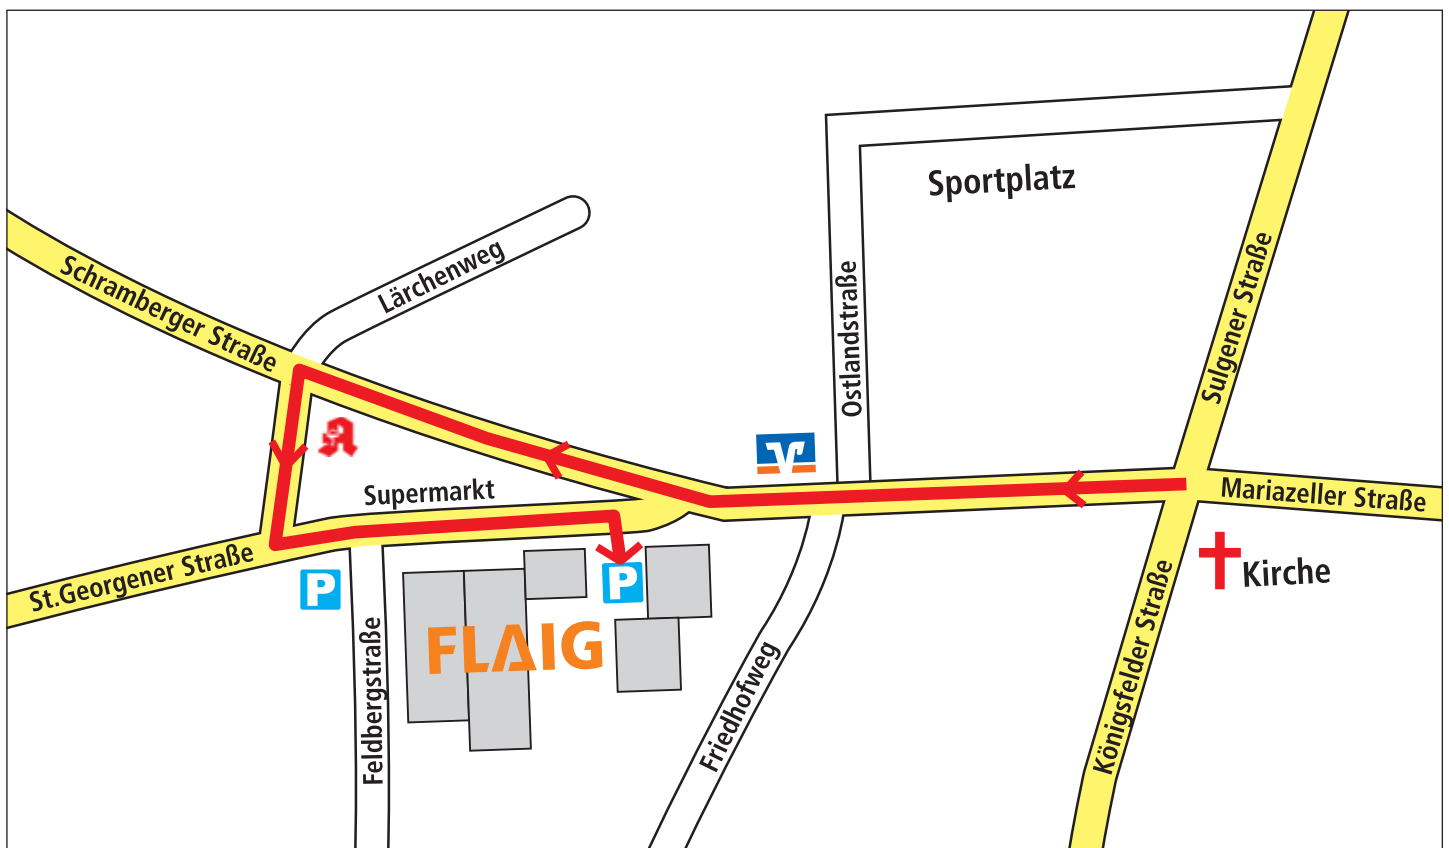 Sportplatz
Schramberger Straße
Lärchenweg
Ostlandstraße
Sulgener Straße
Supermarkt
Mariazeller Straße
St.Georgener Straße
P
P
Kirche
FLAIG
Feldbergstraße
Friedhofweg
Königsfelder Straße